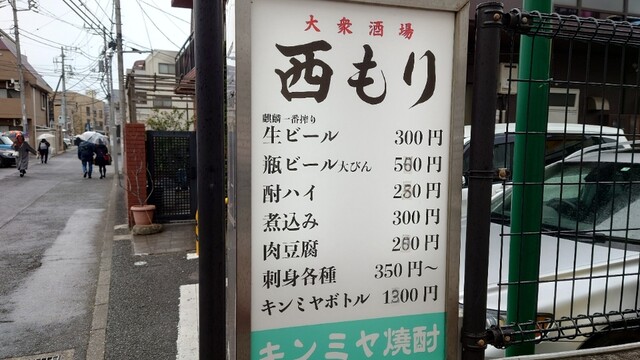 大衆酒場
西もり
麒麟一番搾り
生ビール 300円
瓶ビール大びん 500円
酎ハイ 250円
煮込み 300円
肉豆腐 200円
刺身各種 350円～
キンミヤボトル 1300円
キンミヤ焼酎